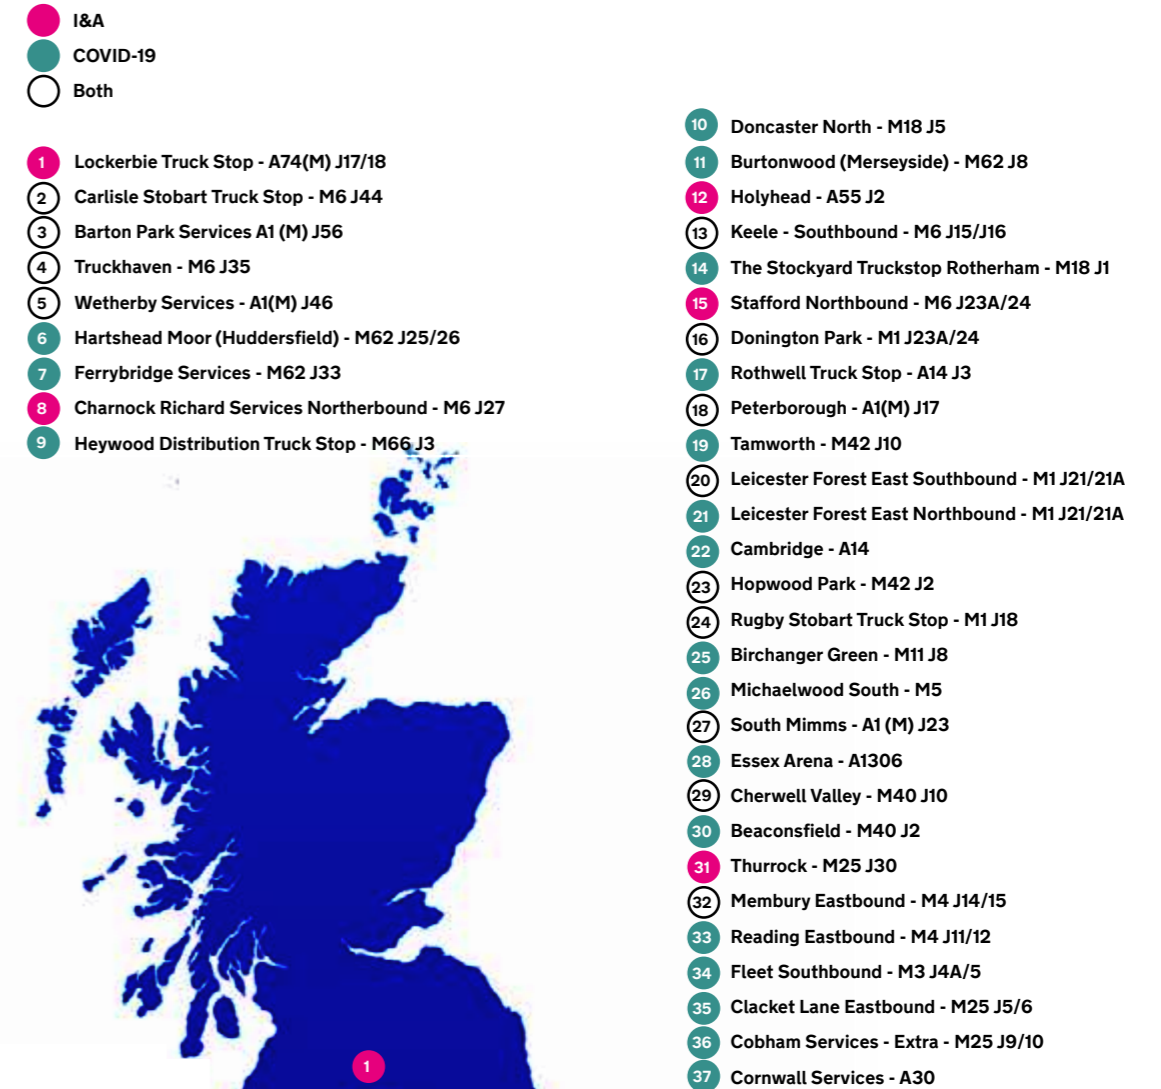 I&A
COVID-19
Both
1 Lockerbie Truck Stop - A74(M) J17/18
2 Carlisle Stobart Truck Stop - M6 J44
3 Barton Park Services A1 (M) J56
4 Truckhaven - M6 J35
5 Wetherby Services - A1(M) J46
6 Hartshead Moor (Huddersfield) - M62 J25/26
7 Ferrybridge Services - M62 J33
8 Charnock Richard Services Northerbound - M6 J27
9 Heywood Distribution Truck Stop - M66 J3
10 Doncaster North - M18 J5
11 Burtonwood (Merseyside) - M62 J8
12 Holyhead - A55 J2
13 Keele - Southbound - M6 J15/J16
14 The Stockyard Truckstop Rotherham - M18 J1
15 Stafford Northbound - M6 J23A/24
16 Donington Park - M1 J23A/24
17 Rothwell Truck Stop - A14 J3
18 Peterborough - A1(M) J17
19 Tamworth - M42 J10
20 Leicester Forest East Southbound - M1 J21/21A
21 Leicester Forest East Northbound - M1 J21/21A
22 Cambridge - A14
23 Hopwood Park - M42 J2
24 Rugby Stobart Truck Stop - M1 J18
25 Birchanger Green - M11 J8
26 Michaelwood South - M5
27 South Mimms - A1 (M) J23
28 Essex Arena - A1306
29 Cherwell Valley - M40 J10
30 Beaconsfield - M40 J2
31 Thurrock - M25 J30
32 Membury Eastbound - M4 J14/15
33 Reading Eastbound - M4 J11/12
34 Fleet Southbound - M3 J4A/5
35 Clacket Lane Eastbound - M25 J5/6
36 Cobham Services - Extra - M25 J9/10
37 Cornwall Services - A30
1